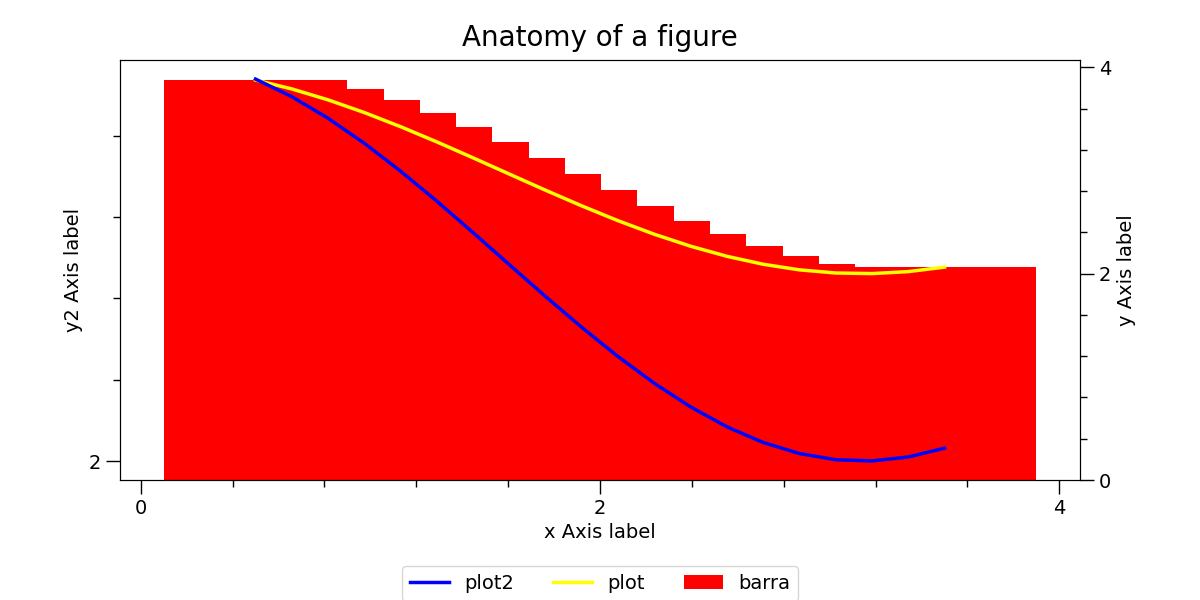 Anatomy of a figure
4
y2 Axis label
y Axis label
2
2
0
0
2
4
x Axis label
plot2 plot barra